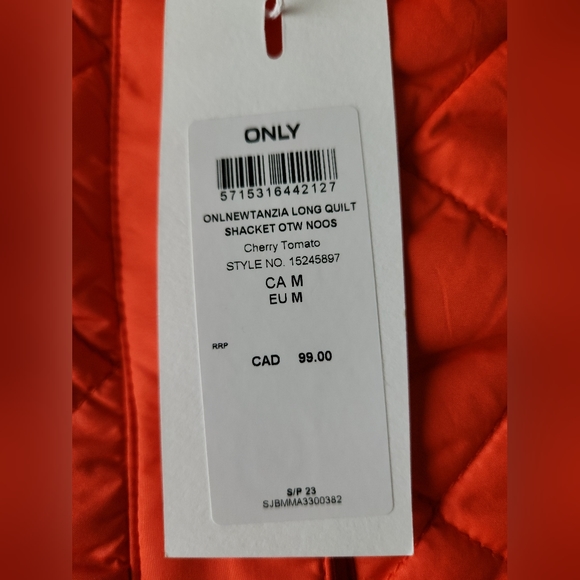 ONLY
5715316442127
ONLNEWTANZIA LONG QUILT
SHACKET OTW NOOS
Cherry Tomato
STYLE NO. 15245897
CA M
EU M
RRP
CAD 99.00
S/P 23
SJBMMA3300382